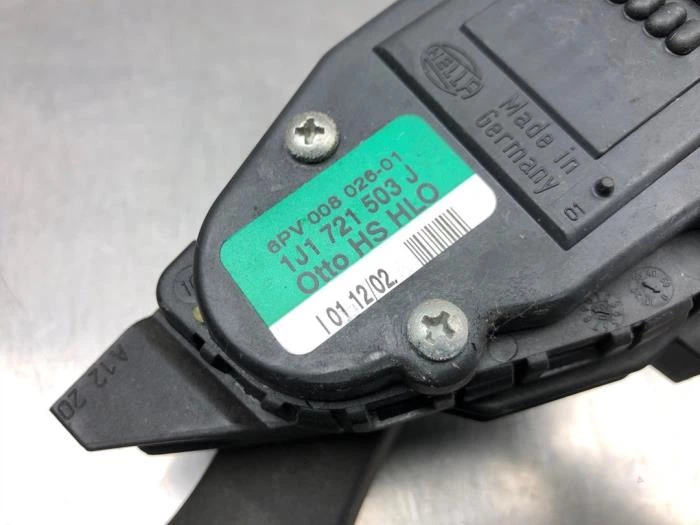 HELLA
Made in
Germany
61
6PV 008 026-01
1J1 721 503 J
Otto HS HLO
I 01.12/02.
A12 20